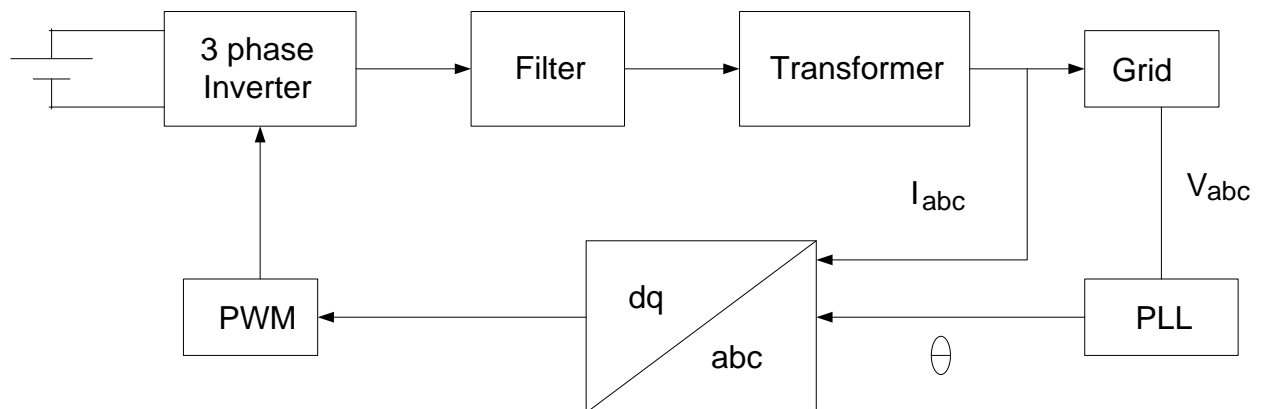 3 phase
Inverter
Filter
Transformer
Grid
Iabc
Vabc
PWM
dq
abc
θ
PLL